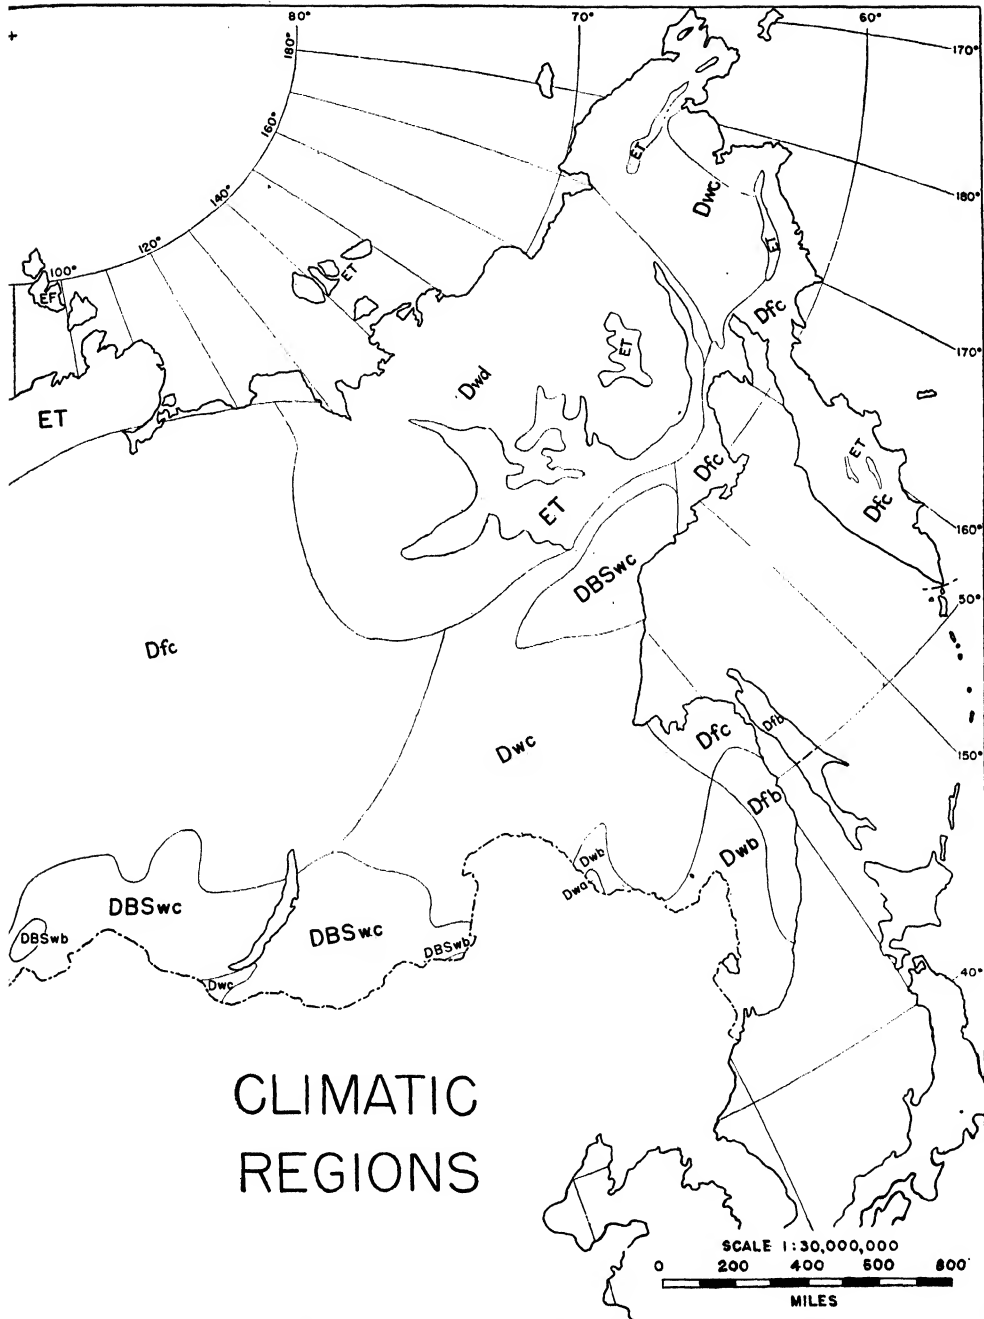 80°
70°
60°
170°
180°
160°
140°
120°
100°
EF
ET
ET
Dwc
180°
ET
Dfc
ET
170°
Dwd
ET
Dfc
ET
Dfc
ET
160°
DBSwc
50°
Dfc
Dfb
Dwc
Dfc
150°
Dfb
Dwb
Dwb
Dwa
DBSwc
DBSwc
DBSwb
DBSwb
Dwc
40°
CLIMATIC
REGIONS
SCALE 1:30,000,000
0 200 400 600 800
MILES